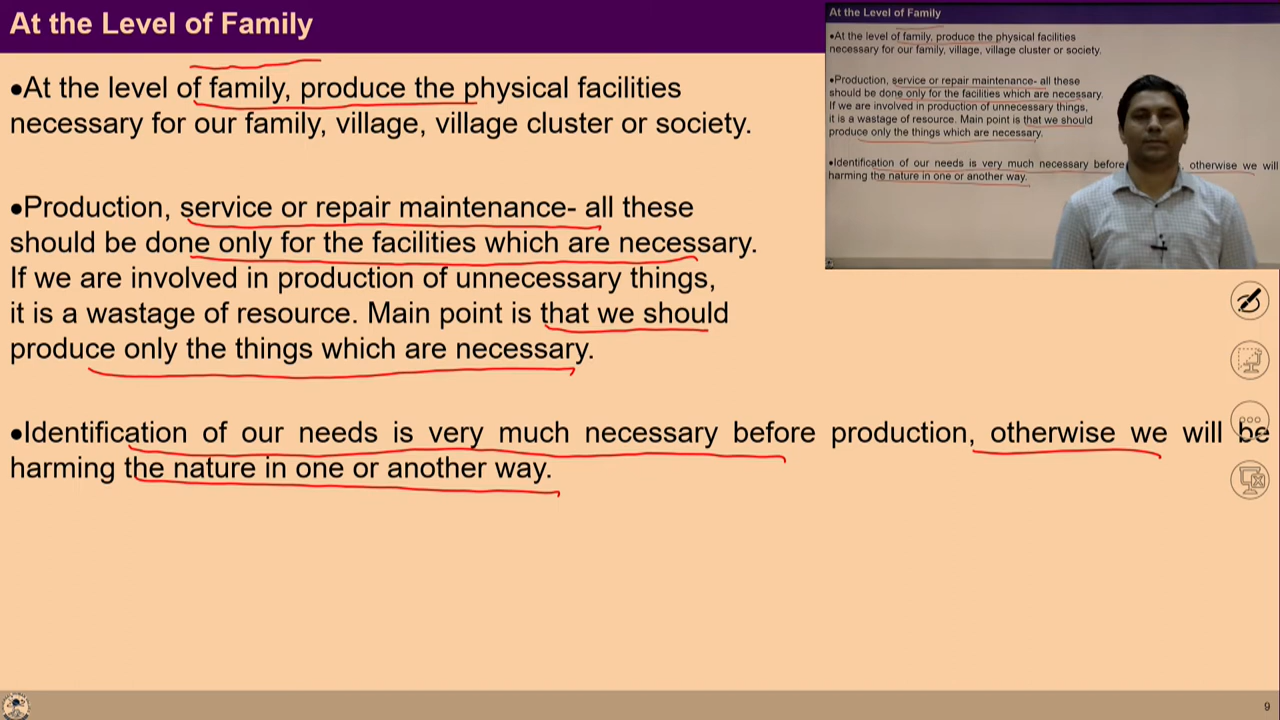 At the Level of Family
•At the level of family, produce the physical facilities
necessary for our family, village, village cluster or society.
•Production, service or repair maintenance- all these
should be done only for the facilities which are necessary.
If we are involved in production of unnecessary things,
it is a wastage of resource. Main point is that we should
produce only the things which are necessary.
•Identification of our needs is very much necessary before production, otherwise we will be
harming the nature in one or another way.
9
At the Level of Family
•At the level of family, produce the physical facilities
necessary for our family, village, village cluster or society.
•Production, service or repair maintenance- all these
should be done only for the facilities which are necessary.
If we are involved in production of unnecessary things,
it is a wastage of resource. Main point is that we should
produce only the things which are necessary.
•Identification of our needs is very much necessary before , otherwise we will
harming the nature in one or another way.